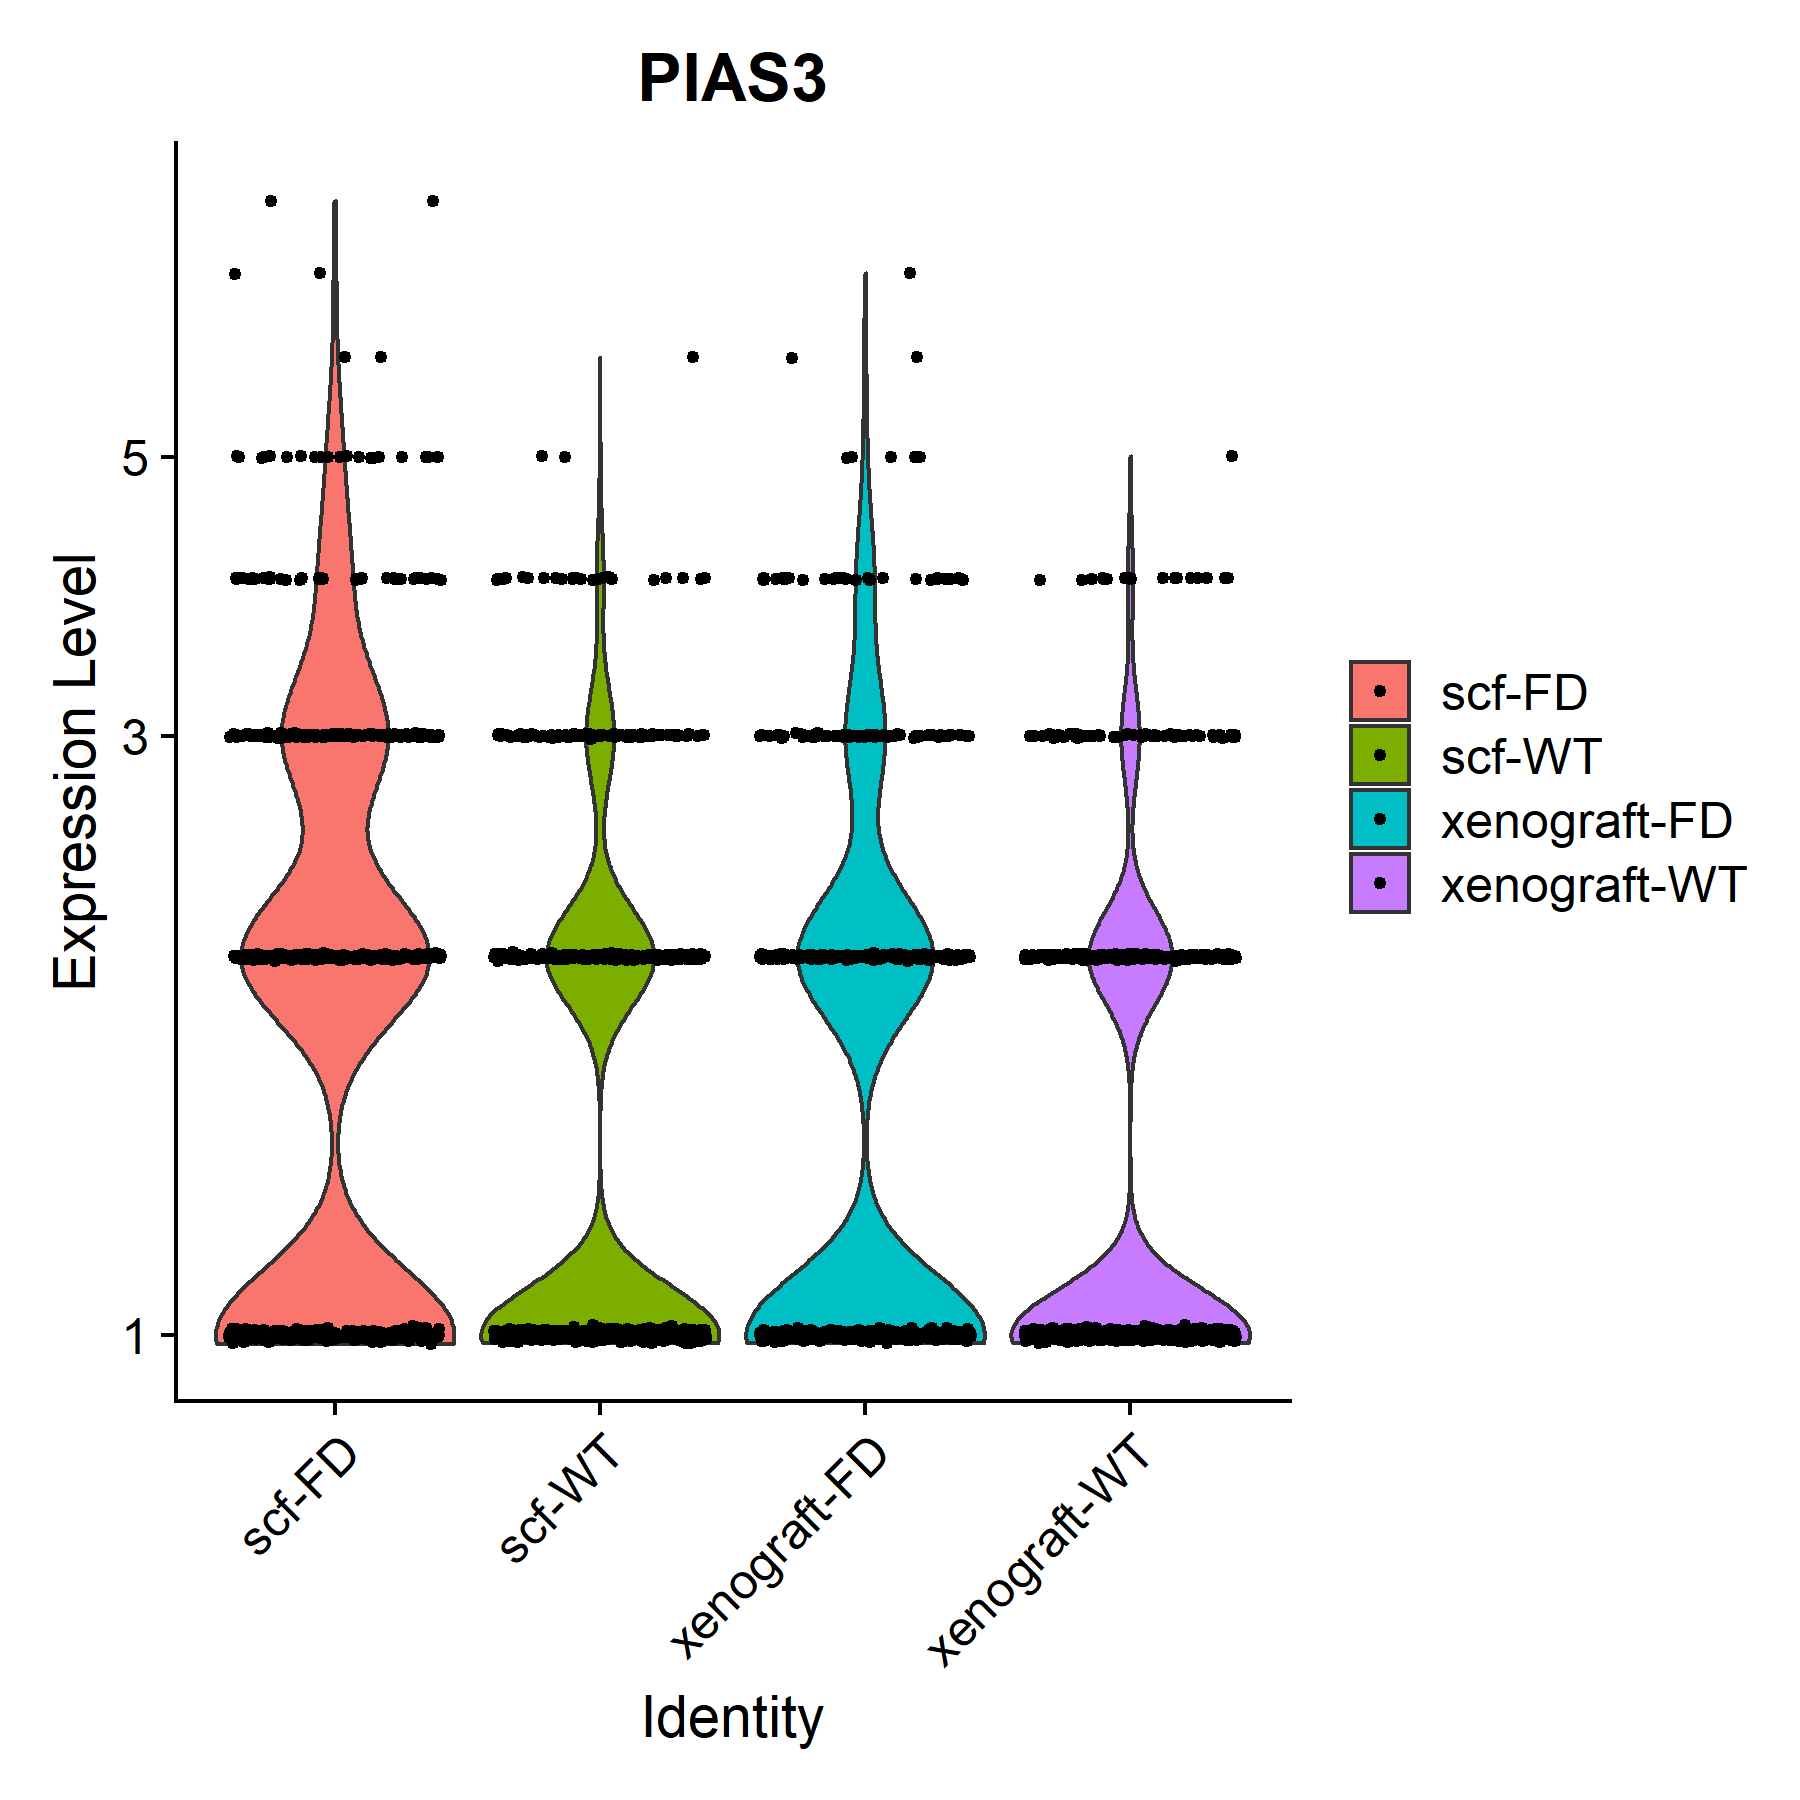 PIAS3
Expression Level
5
3
1
scf-FD
scf-WT
xenograft-FD
xenograft-WT
Identity
scf-FD
scf-WT
xenograft-FD
xenograft-WT